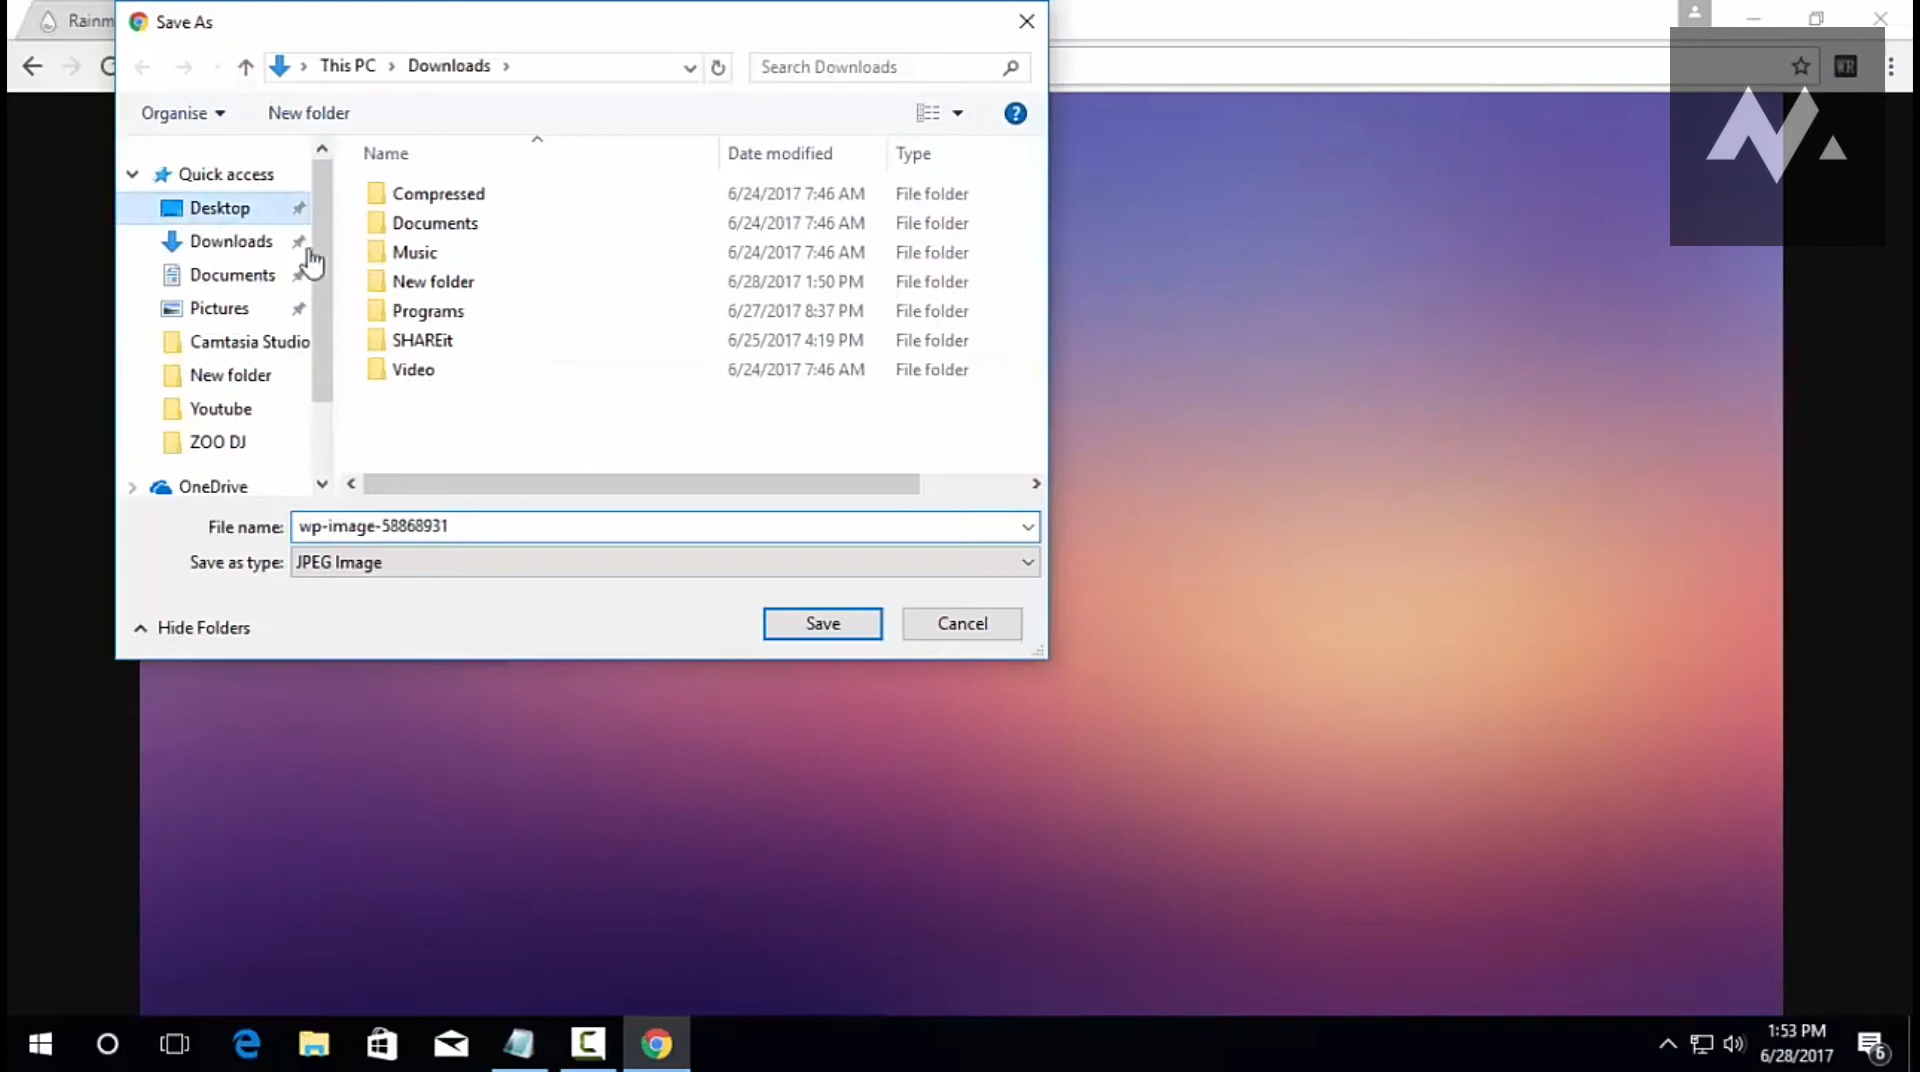 Rainm
Save As
This PC > Downloads >
Search Downloads
Organise
New folder
Name
Date modified
Type
Quick access
Desktop
Downloads
Documents
Pictures
Camtasia Studio
New folder
Youtube
ZOO DJ
OneDrive
Compressed 6/24/2017 7:46 AM File folder
Documents 6/24/2017 7:46 AM File folder
Music 6/24/2017 7:46 AM File folder
New folder 6/28/2017 1:50 PM File folder
Programs 6/27/2017 8:37 PM File folder
SHAREit 6/25/2017 4:19 PM File folder
Video 6/24/2017 7:46 AM File folder
File name: wp-image-58868931
Save as type: JPEG Image
Hide Folders
Save
Cancel
WR
1:53 PM
6/28/2017
6